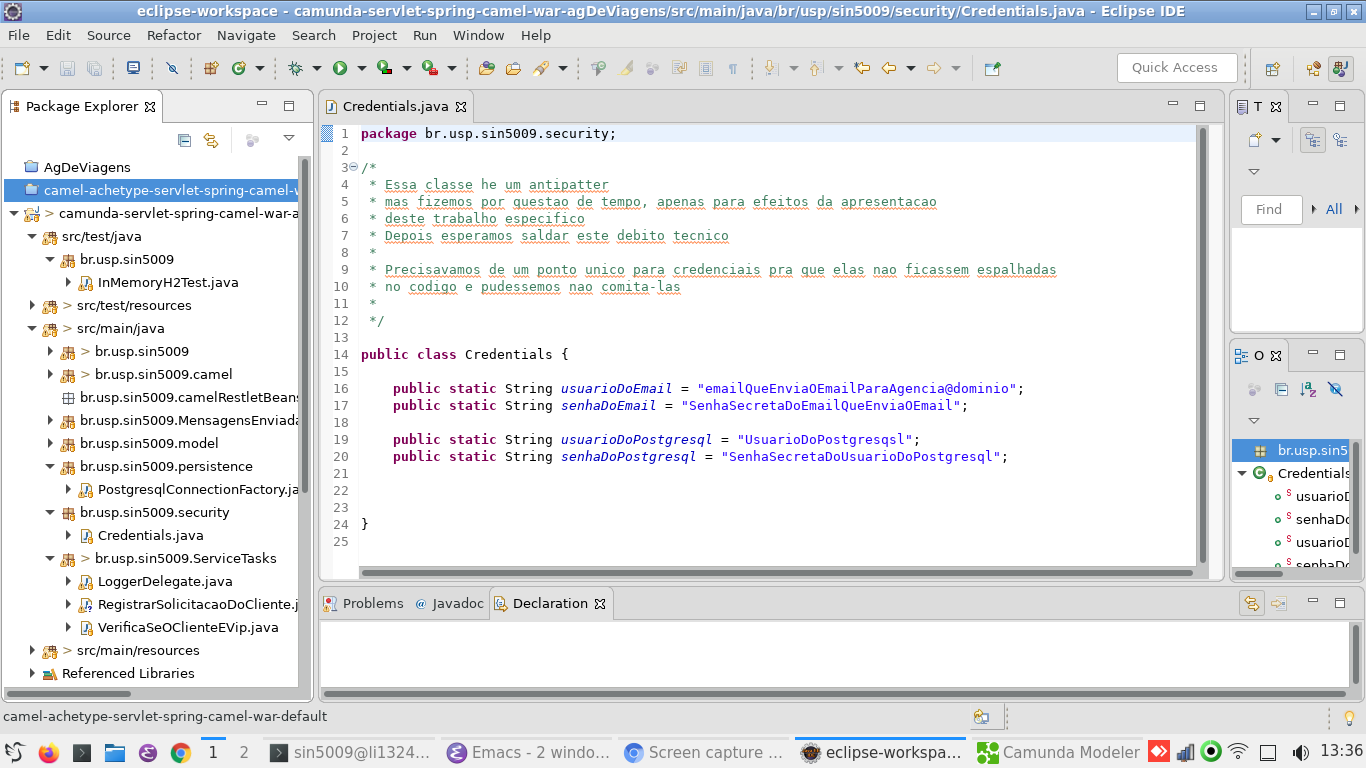 eclipse-workspace - camunda-servlet-spring-camel-war-agDeViagens/src/main/java/br/usp/sin5009/security/Credentials.java - Eclipse IDE
File Edit Source Refactor Navigate Search Project Run Window Help
Quick Access
Package Explorer
AgDeViagens
camel-achetype-servlet-spring-camel-w
> camunda-servlet-spring-camel-war-a
src/test/java
br.usp.sin5009
InMemoryH2Test.java
> src/test/resources
> src/main/java
> br.usp.sin5009
> br.usp.sin5009.camel
br.usp.sin5009.camelRestletBeans
> br.usp.sin5009.MensagensEnviada
> br.usp.sin5009.model
br.usp.sin5009.persistence
PostgresqlConnectionFactory.ja
br.usp.sin5009.security
Credentials.java
> br.usp.sin5009.ServiceTasks
LoggerDelegate.java
RegistrarSolicitacaoDoCliente.j
VerificaSeOClienteEVip.java
> src/main/resources
Referenced Libraries
Credentials.java
1 package br.usp.sin5009.security;
2
3 /*
4 * Essa classe he um antipatter
5 * mas fizemos por questao de tempo, apenas para efeitos da apresentacao
6 * deste trabalho especifico
7 * Depois esperamos saldar este debito tecnico
8 *
9 * Precisavamos de um ponto unico para credenciais pra que elas nao ficassem espalhadas
10 * no codigo e pudessemos nao comita-las
11 *
12 */
13
14 public class Credentials {
15
16 public static String usuarioDoEmail = "emailQueEnviaOEmailParaAgencia@dominio";
17 public static String senhaDoEmail = "SenhaSecretaDoEmailQueEnviaOEmail";
18
19 public static String usuarioDoPostgresql = "UsuarioDoPostgresqsl";
20 public static String senhaDoPostgresql = "SenhaSecretaDoUsuarioDoPostgresql";
21
22
23
24 }
25
Problems @ Javadoc Declaration
T
Find All
O
br.usp.sin5
Credentials
usuarioD
senhaDo
usuarioD
senhaDo
camel-achetype-servlet-spring-camel-war-default
1 2 sin5009@li1324... Emacs - 2 windo... Screen capture ... eclipse-workspa... Camunda Modeler 13:36